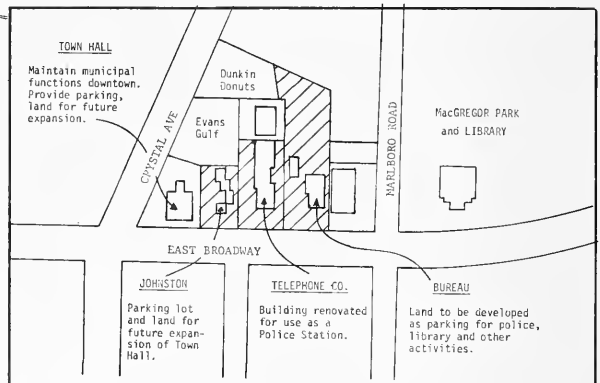 TOWN HALL
Maintain municipal
functions downtown.
Provide parking,
land for future
expansion.
Dunkin
Donuts
Evans
Gulf
CPYSTAL AVE
MARLBORO ROAD
MacGREGOR PARK
and LIBRARY
EAST BROADWAY
JOHNSTON
Parking lot
and land for
future expan-
sion of Town
Hall.
TELEPHONE CO.
Building renovated
for use as a
Police Station.
BUREAU
Land to be developed
as parking for police,
library and other
activities.